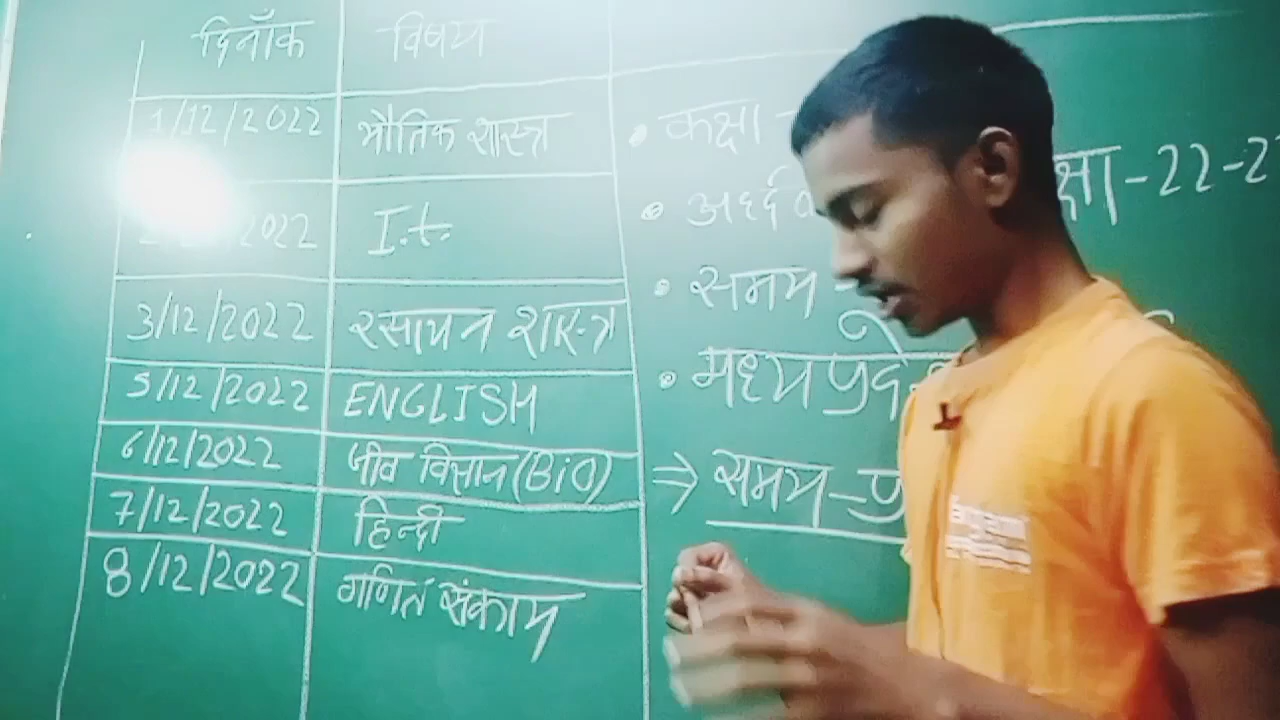 दिनाँक विषय
1/12/2022 भौतिक शास्त्र
2022 I.t.
3/12/2022 रसायन शास्त्र
5/12/2022 ENGLISH
6/12/2022 जीव विज्ञान (BiO)
7/12/2022 हिन्दी
8/12/2022 गणित संकाय
• कक्षा -
• अर्ध्द
-22-2
• समय -
• मध्य प्रदे
⇒ समय -